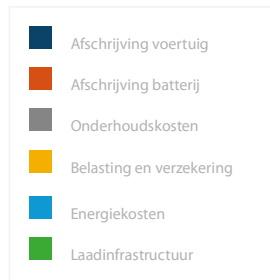 Afschrijving voertuig
Afschrijving batterij
Onderhoudskosten
Belasting en verzekering
Energiekosten
Laadinfrastructuur